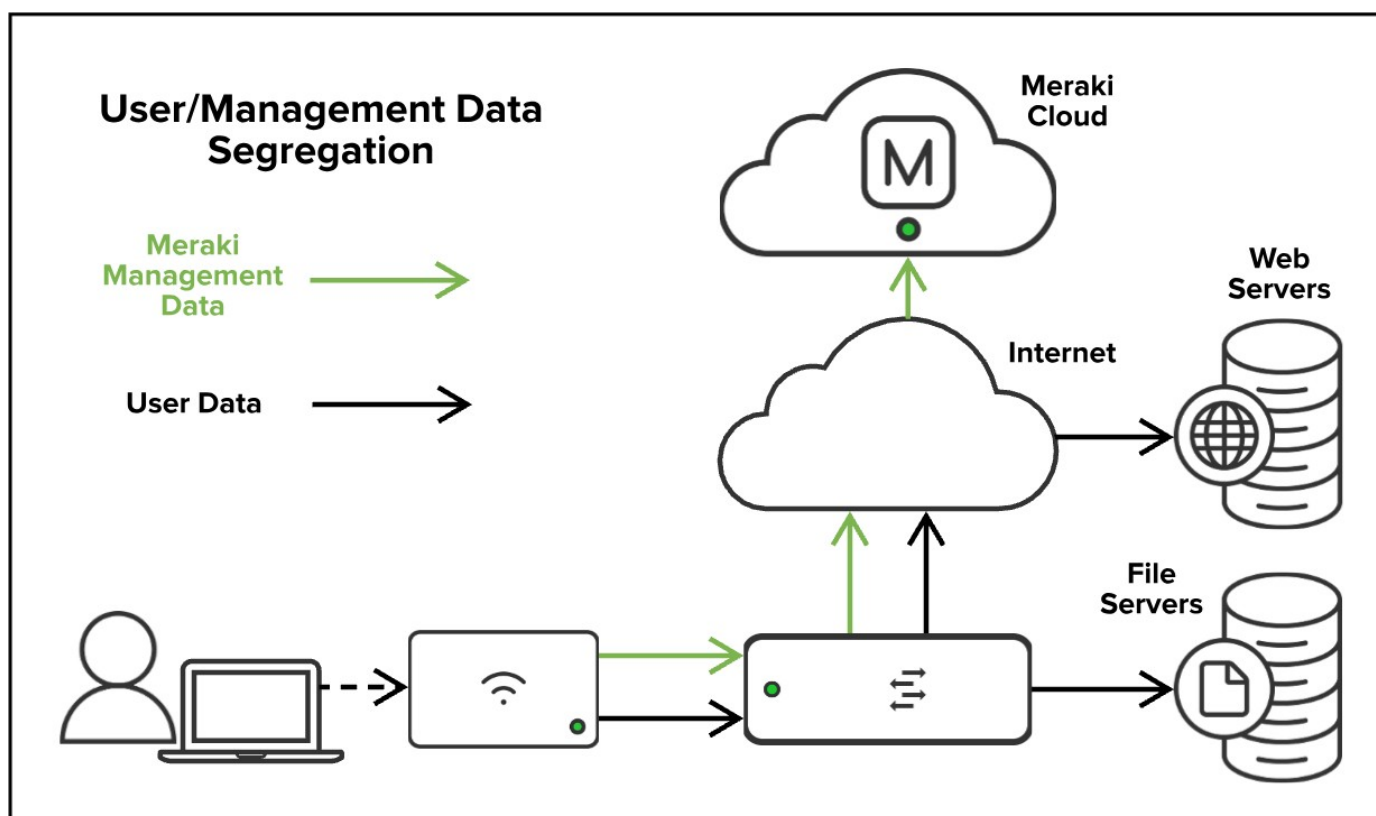 User/Management Data
Segregation
Meraki
Cloud
M
Meraki
Management
Data
Web
Servers
Internet
User Data
File
Servers